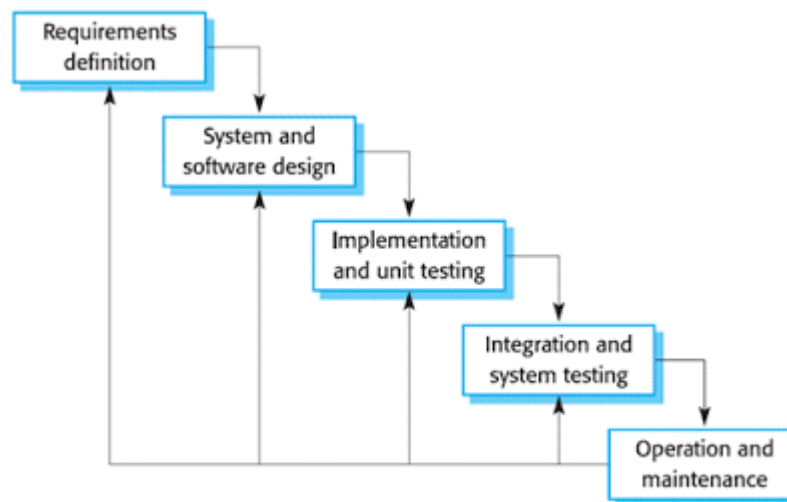 Requirements
definition
System and
software design
Implementation
and unit testing
Integration and
system testing
Operation and
maintenance